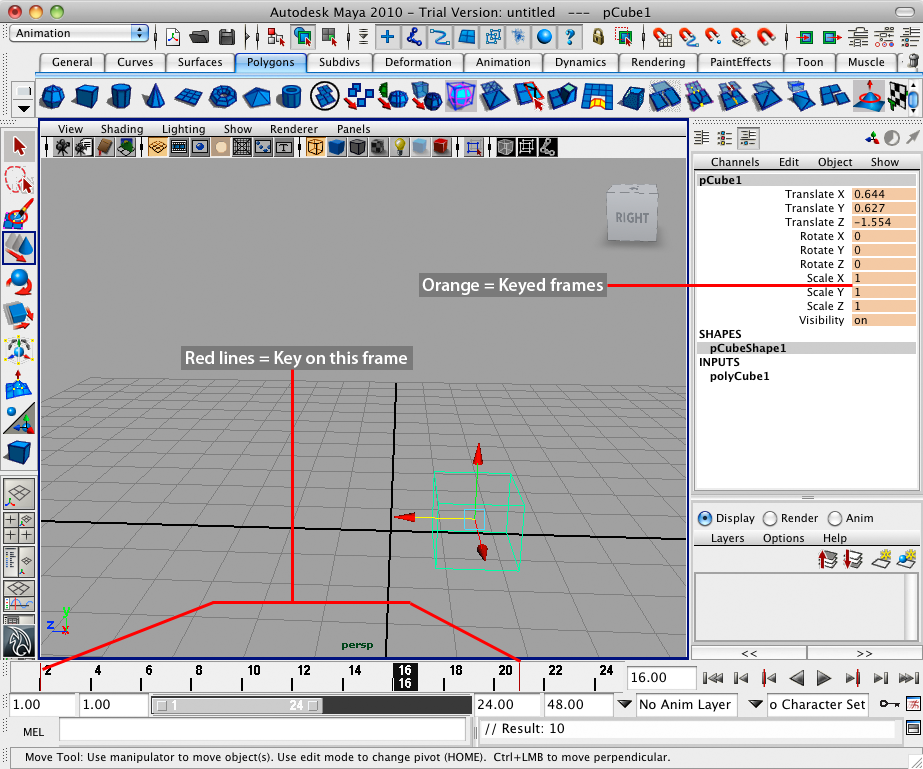 Autodesk Maya 2010 - Trial Version: untitled --- pCube1
Animation
General Curves Surfaces Polygons Subdivs Deformation Animation Dynamics Rendering PaintEffects Toon Muscle
View Shading Lighting Show Renderer Panels
Channels Edit Object Show
pCube1
Translate X 0.644
Translate Y 0.627
Translate Z -1.554
Rotate X 0
Rotate Y 0
Rotate Z 0
Scale X 1
Scale Y 1
Scale Z 1
Visibility on
SHAPES
pCubeShape1
INPUTS
polyCube1
RIGHT
Orange = Keyed frames
Red lines = Key on this frame
y
z x
persp
Display Render Anim
Layers Options Help
<< >>
2 4 6 8 10 12 14 16 18 20 22 24
16
16.00
1.00 1.00 1 24 24.00 48.00 No Anim Layer o Character Set
MEL // Result: 10
Move Tool: Use manipulator to move object(s). Use edit mode to change pivot (HOME). Ctrl+LMB to move perpendicular.